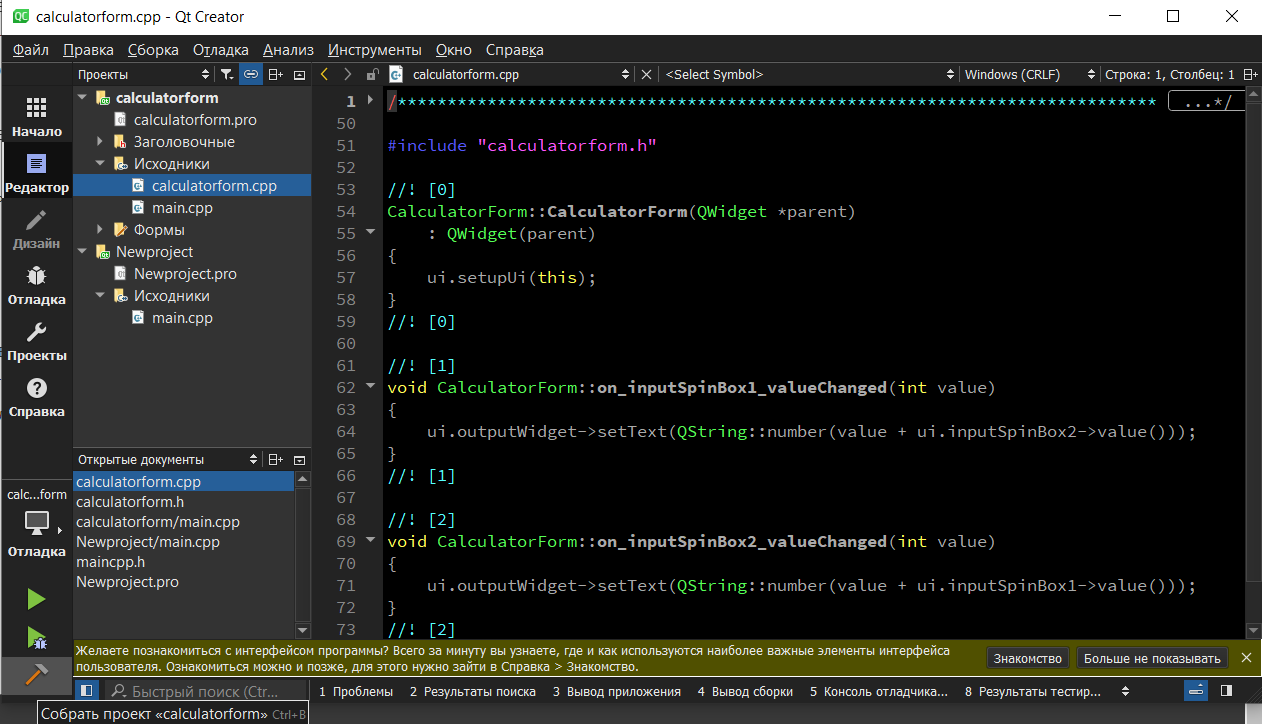 calculatorform.cpp - Qt Creator
Файл Правка Сборка Отладка Анализ Инструменты Окно Справка
Проекты
calculatorform.cpp
<Select Symbol>
Windows (CRLF)
Строка: 1, Столбец: 1
Начало
Редактор
Дизайн
Отладка
Проекты
Справка
calc...form
Отладка
calculatorform
calculatorform.pro
Заголовочные
Исходники
calculatorform.cpp
main.cpp
Формы
Newproject
Newproject.pro
Исходники
main.cpp
Открытые документы
calculatorform.cpp
calculatorform.h
calculatorform/main.cpp
Newproject/main.cpp
maincpp.h
Newproject.pro
1 /**************************************************************************** ...*/
50
51 #include "calculatorform.h"
52
53 //! [0]
54 CalculatorForm::CalculatorForm(QWidget *parent)
55     : QWidget(parent)
56 {
57     ui.setupUi(this);
58 }
59 //! [0]
60
61 //! [1]
62 void CalculatorForm::on_inputSpinBox1_valueChanged(int value)
63 {
64     ui.outputWidget->setText(QString::number(value + ui.inputSpinBox2->value()));
65 }
66 //! [1]
67
68 //! [2]
69 void CalculatorForm::on_inputSpinBox2_valueChanged(int value)
70 {
71     ui.outputWidget->setText(QString::number(value + ui.inputSpinBox1->value()));
72 }
73 //! [2]
Желаете познакомиться с интерфейсом программы? Всего за минуту вы узнаете, где и как используются наиболее важные элементы интерфейса
пользователя. Ознакомиться можно и позже, для этого нужно зайти в Справка > Знакомство.
Знакомство
Больше не показывать
Быстрый поиск (Ctr...
1 Проблемы 2 Результаты поиска 3 Вывод приложения 4 Вывод сборки 5 Консоль отладчика... 8 Результаты тестир...
Собрать проект «calculatorform» Ctrl+B